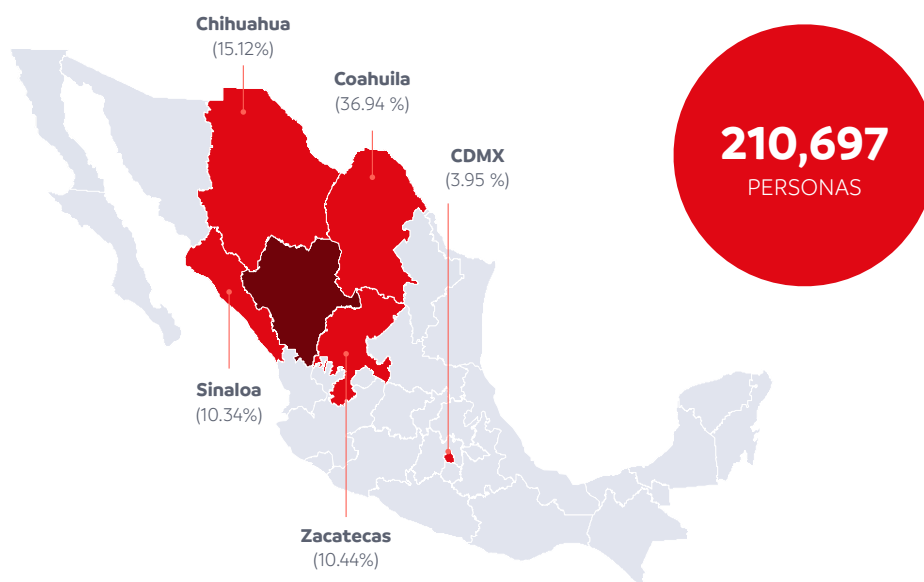 Chihuahua
(15.12%)
Coahuila
(36.94 %)
CDMX
(3.95 %)
210,697
PERSONAS
Sinaloa
(10.34%)
Zacatecas
(10.44%)